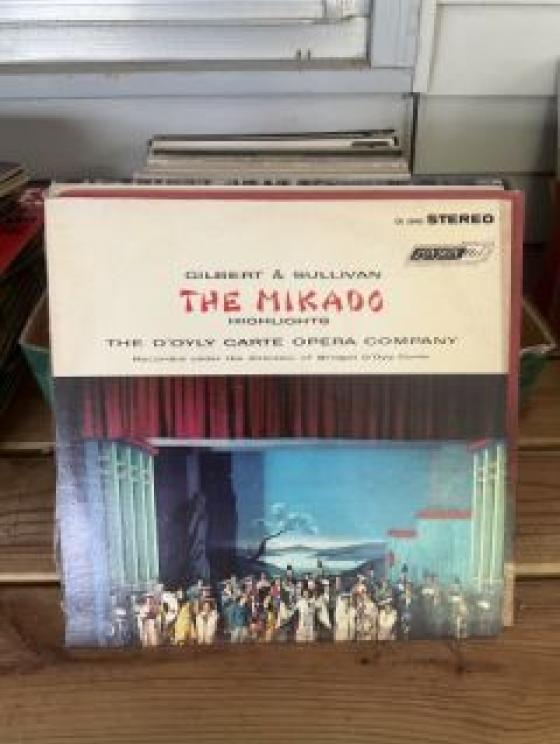 STEREO
LONDON
GILBERT & SULLIVAN
THE MIKADO
HIGHLIGHTS
THE D'OYLY CARTE OPERA COMPANY
Recorded under the direction of Bridget D'Oyly Carte